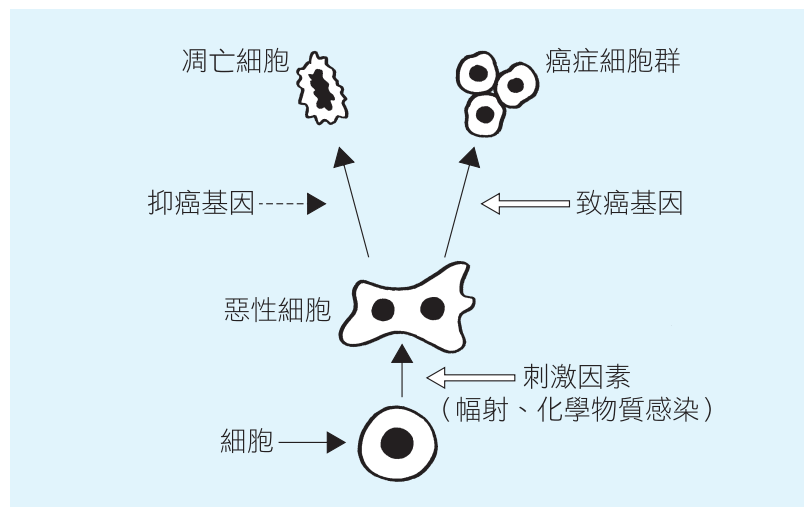 凋亡細胞
癌症細胞群
抑癌基因
致癌基因
惡性細胞
刺激因素
（幅射、化學物質感染）
細胞